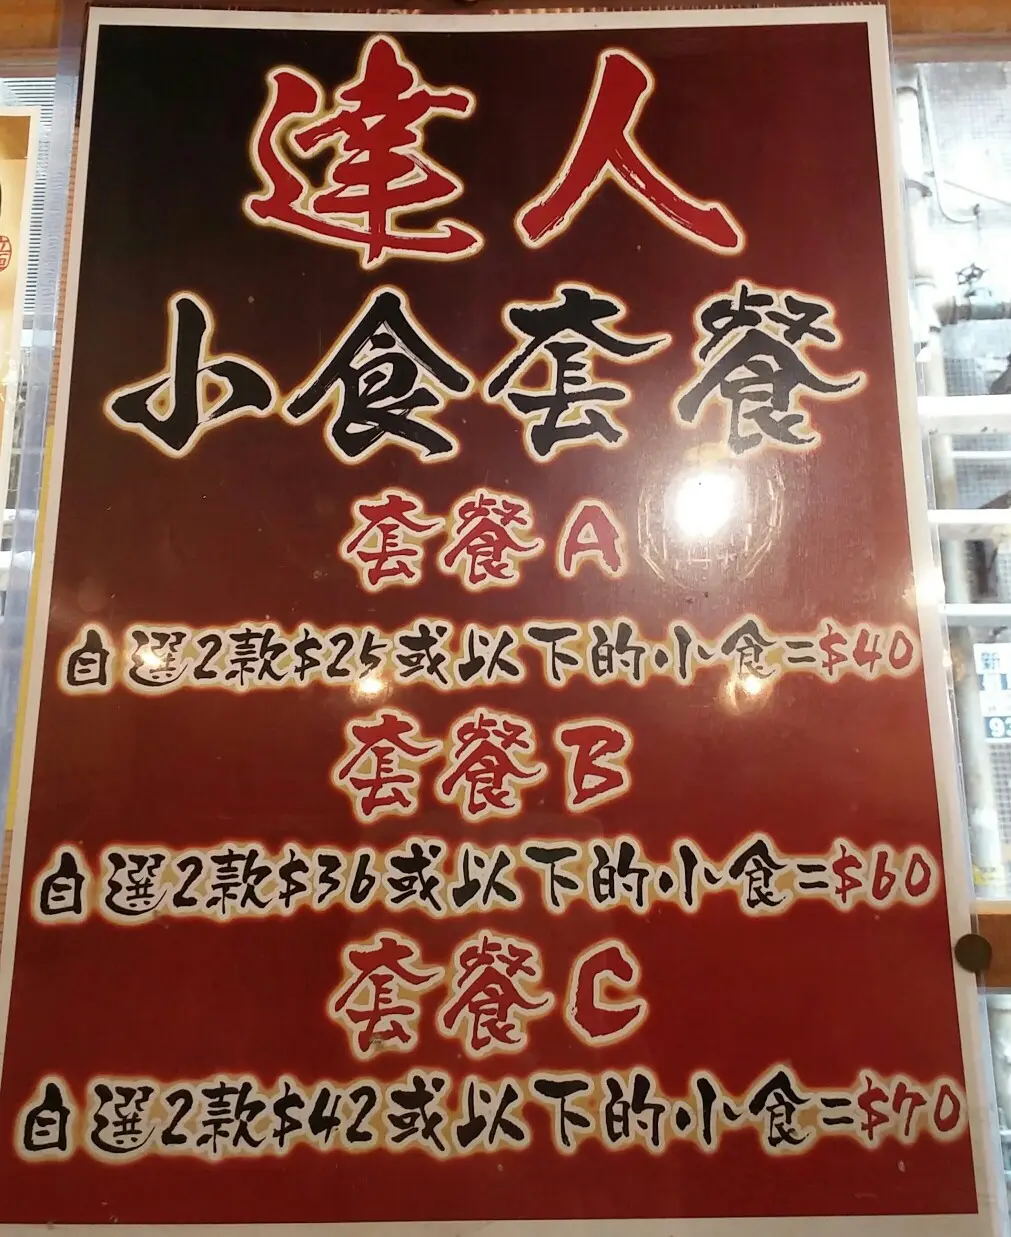 達人
小食套餐
套餐A
自選2款$25或以下的小食=$40
套餐B
自選2款$36或以下的小食=$60
套餐C
自選2款$42或以下的小食=$70
新
93